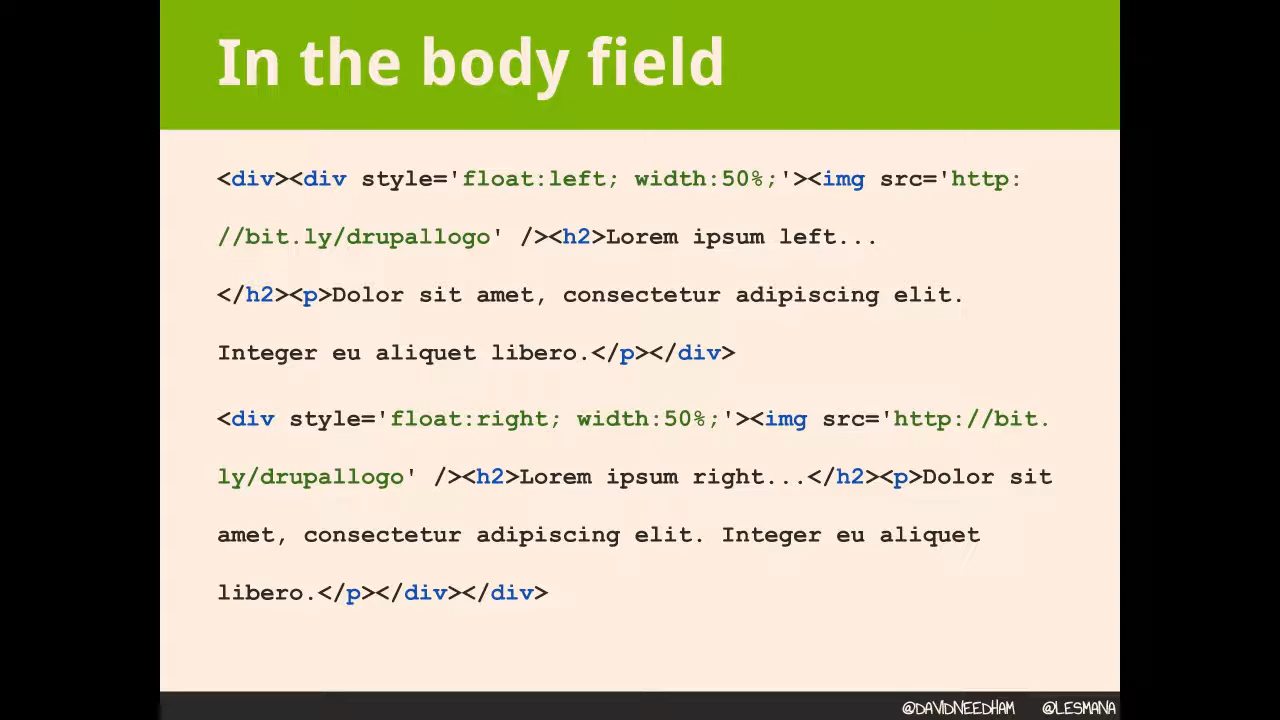 In the body field
<div><div style='float:left; width:50%;'><img src='http:
//bit.ly/drupallogo' /><h2>Lorem ipsum left...
</h2><p>Dolor sit amet, consectetur adipiscing elit.
Integer eu aliquet libero.</p></div>
<div style='float:right; width:50%;'><img src='http://bit.
ly/drupallogo' /><h2>Lorem ipsum right...</h2><p>Dolor sit
amet, consectetur adipiscing elit. Integer eu aliquet
libero.</p></div></div>
@DAVIDNEEDHAM @LESMANA